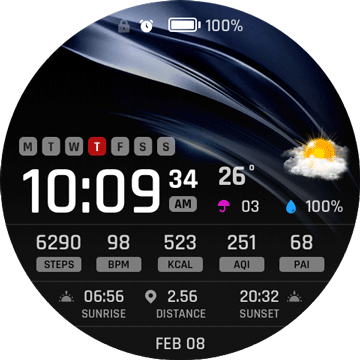 100%
M T W T F S S
10:09 34 AM
26°
03 100%
6290 98 523 251 68
STEPS BPM KCAL AQI PAI
06:56 2.56 20:32
SUNRISE DISTANCE SUNSET
FEB 08